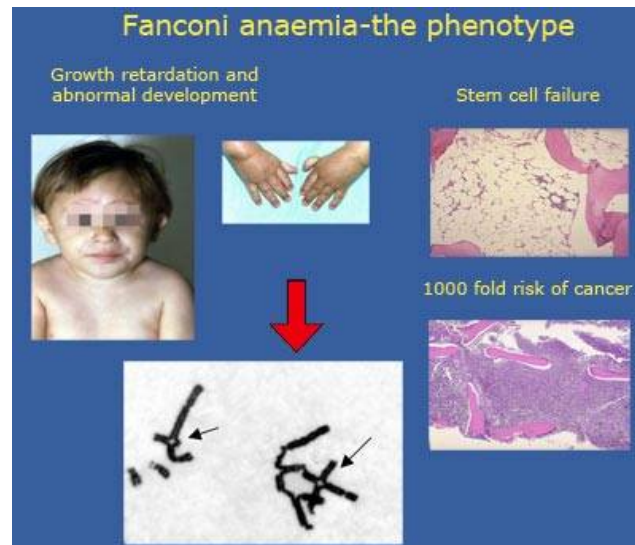 Fanconi anaemia-the phenotype
Growth retardation and
abnormal development
Stem cell failure
1000 fold risk of cancer